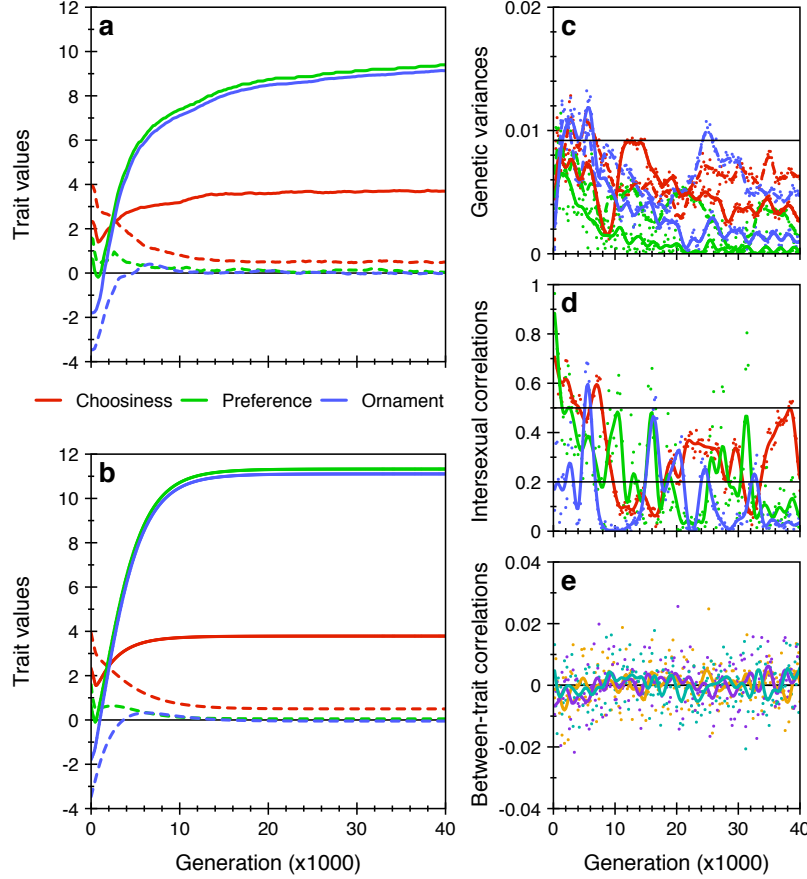 a
12
10
8
6
4
2
0
-2
-4
Trait values
Choosiness Preference Ornament
b
12
10
8
6
4
2
0
-2
-4
Trait values
0 10 20 30 40
Generation (x1000)
c
0.02
0.01
0
Genetic variances
d
1
0.8
0.6
0.4
0.2
0
Intersexual correlations
e
0.04
0.02
0
-0.02
-0.04
Between-trait correlations
0 10 20 30 40
Generation (x1000)